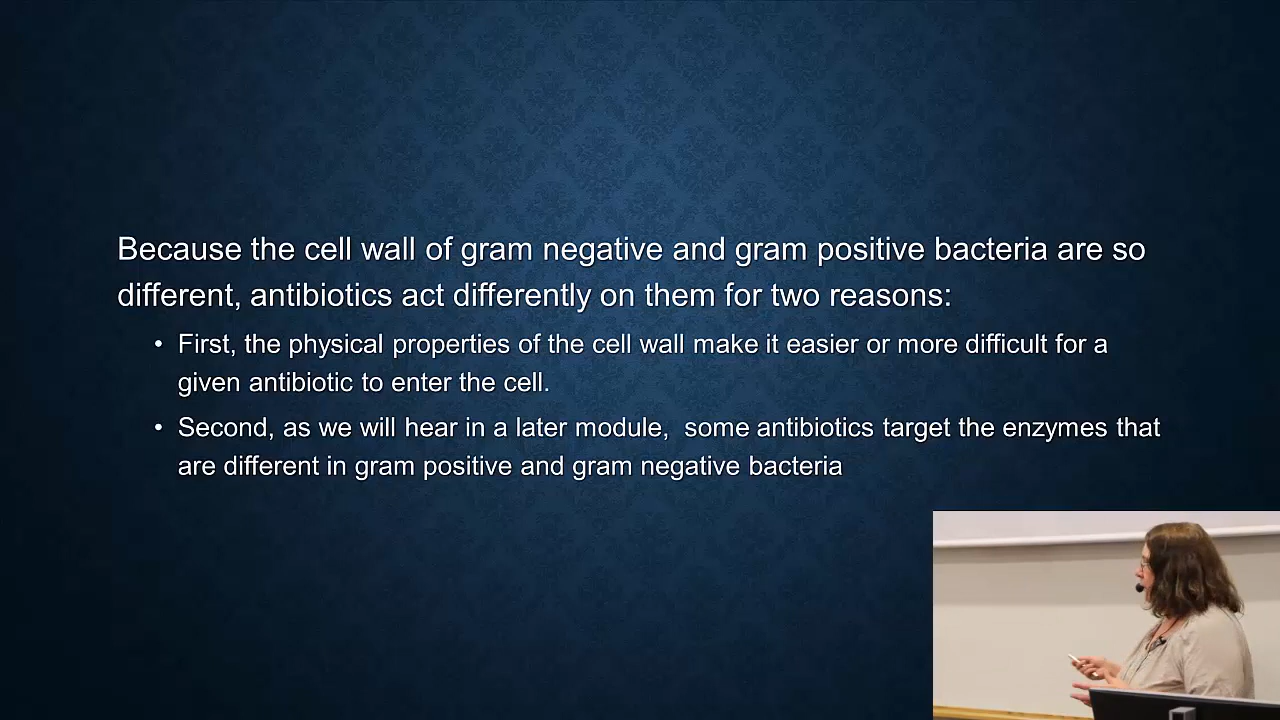 Because the cell wall of gram negative and gram positive bacteria are so
different, antibiotics act differently on them for two reasons:
• First, the physical properties of the cell wall make it easier or more difficult for a
given antibiotic to enter the cell.
• Second, as we will hear in a later module,  some antibiotics target the enzymes that
are different in gram positive and gram negative bacteria